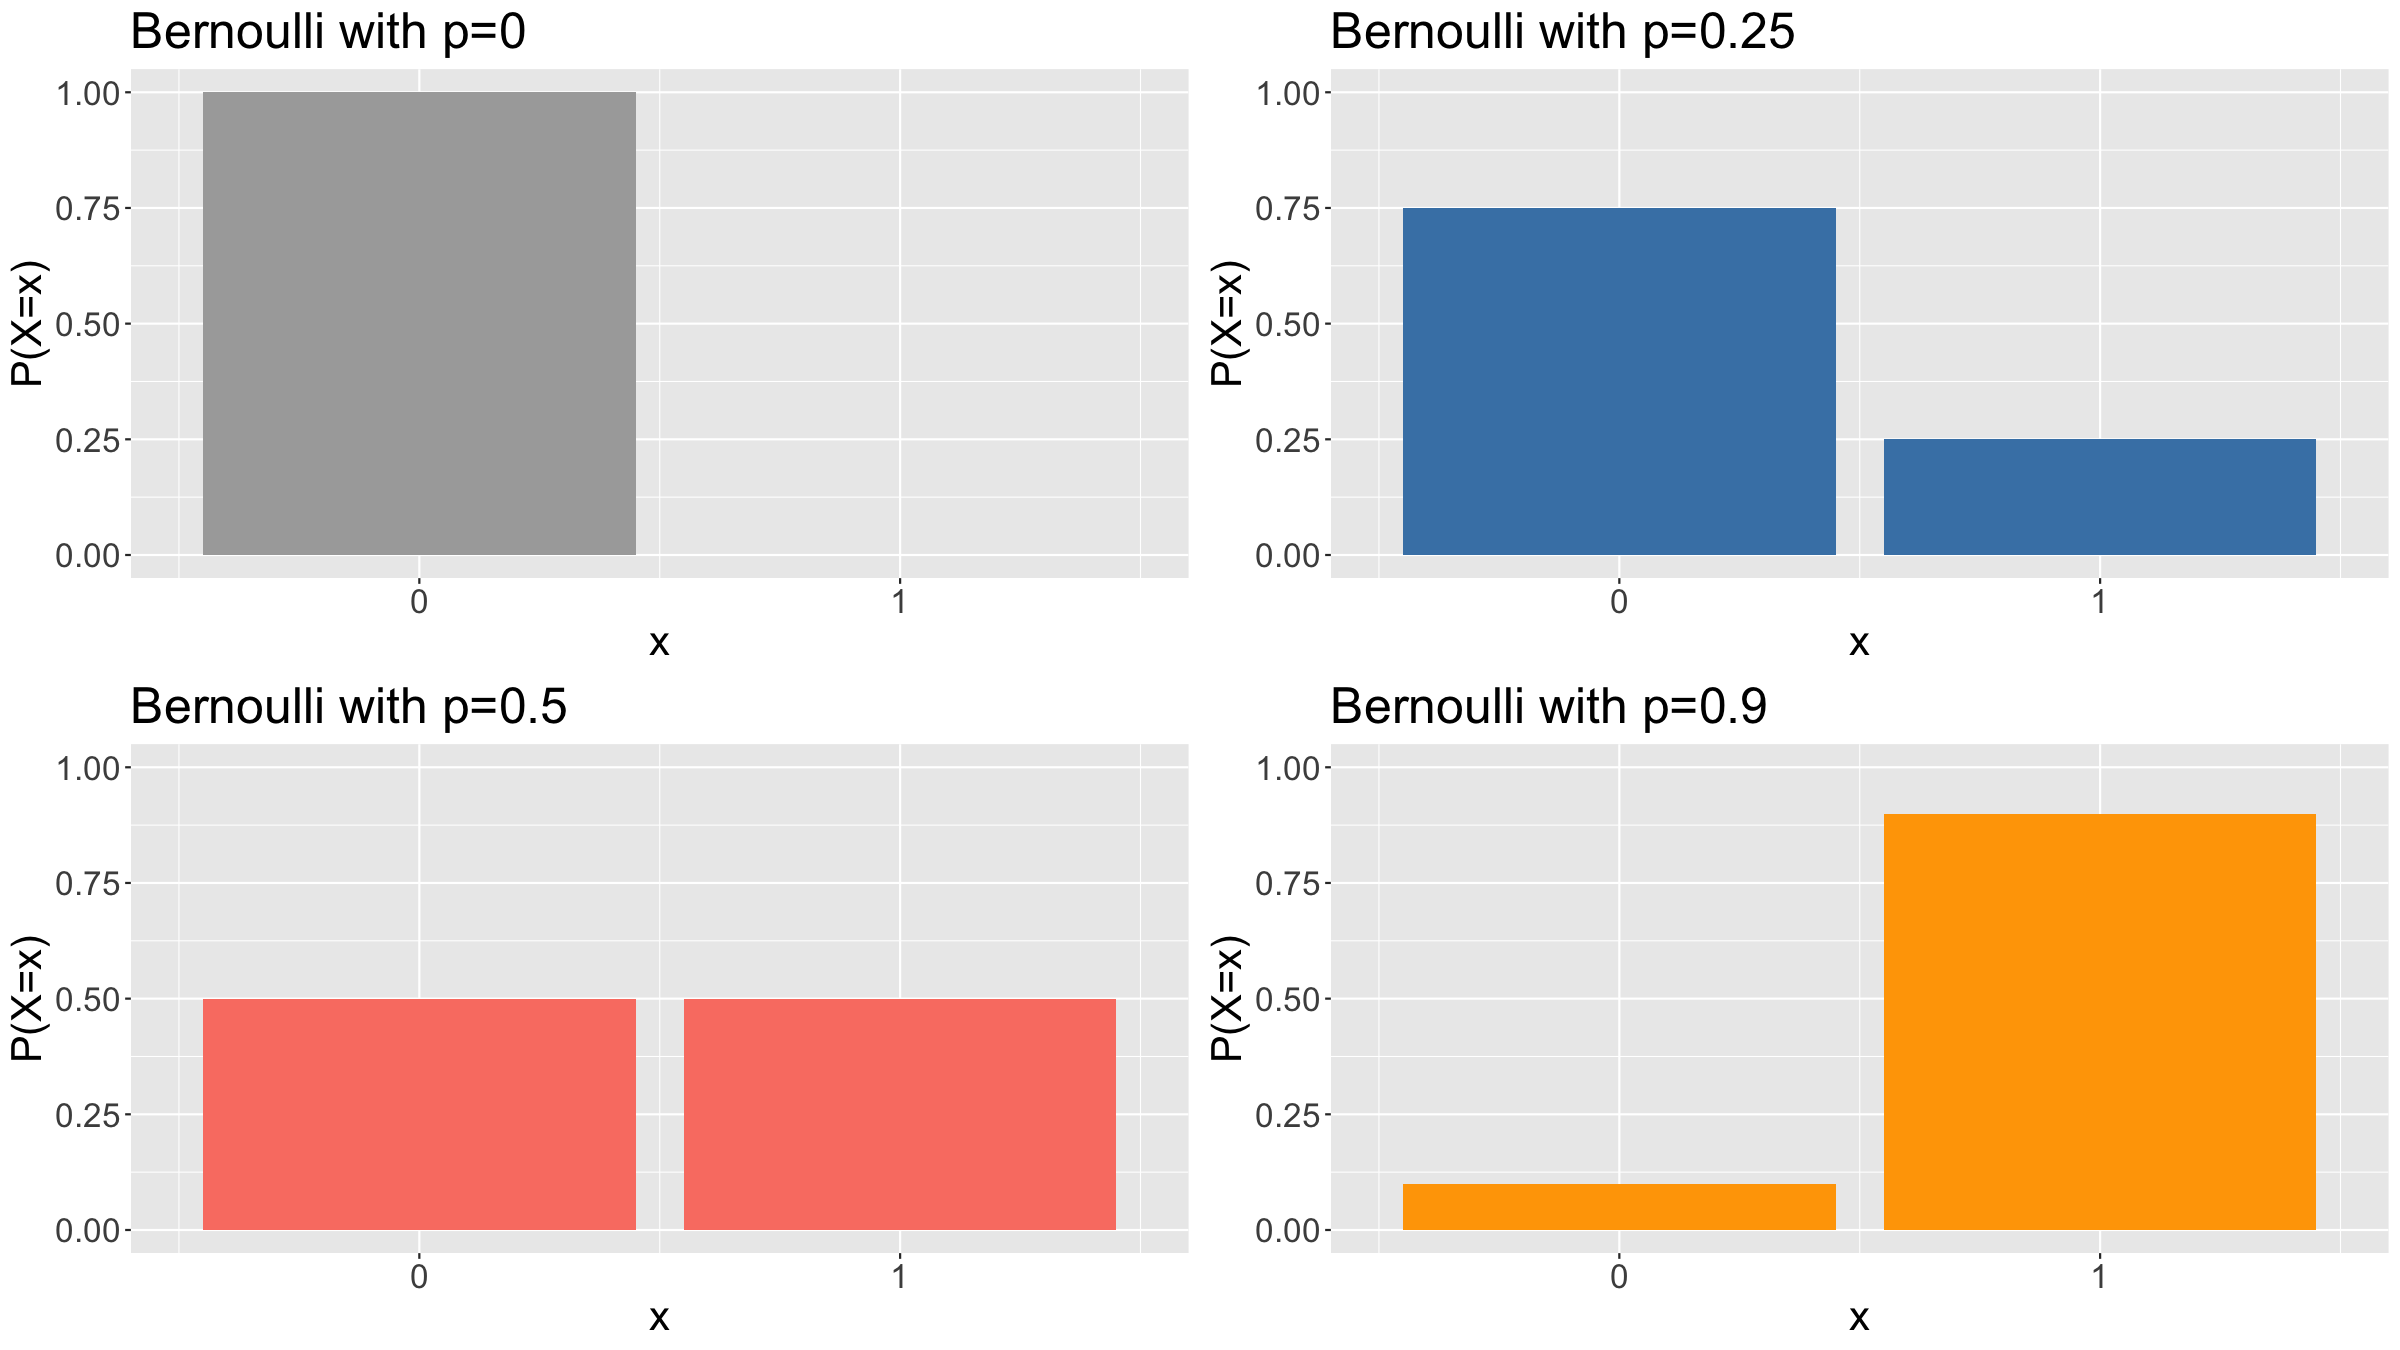 Bernoulli with p=0
1.00
0.75
0.50
0.25
0.00
P(X=x)
0 1
x
Bernoulli with p=0.25
1.00
0.75
0.50
0.25
0.00
P(X=x)
0 1
x
Bernoulli with p=0.5
1.00
0.75
0.50
0.25
0.00
P(X=x)
0 1
x
Bernoulli with p=0.9
1.00
0.75
0.50
0.25
0.00
P(X=x)
0 1
x